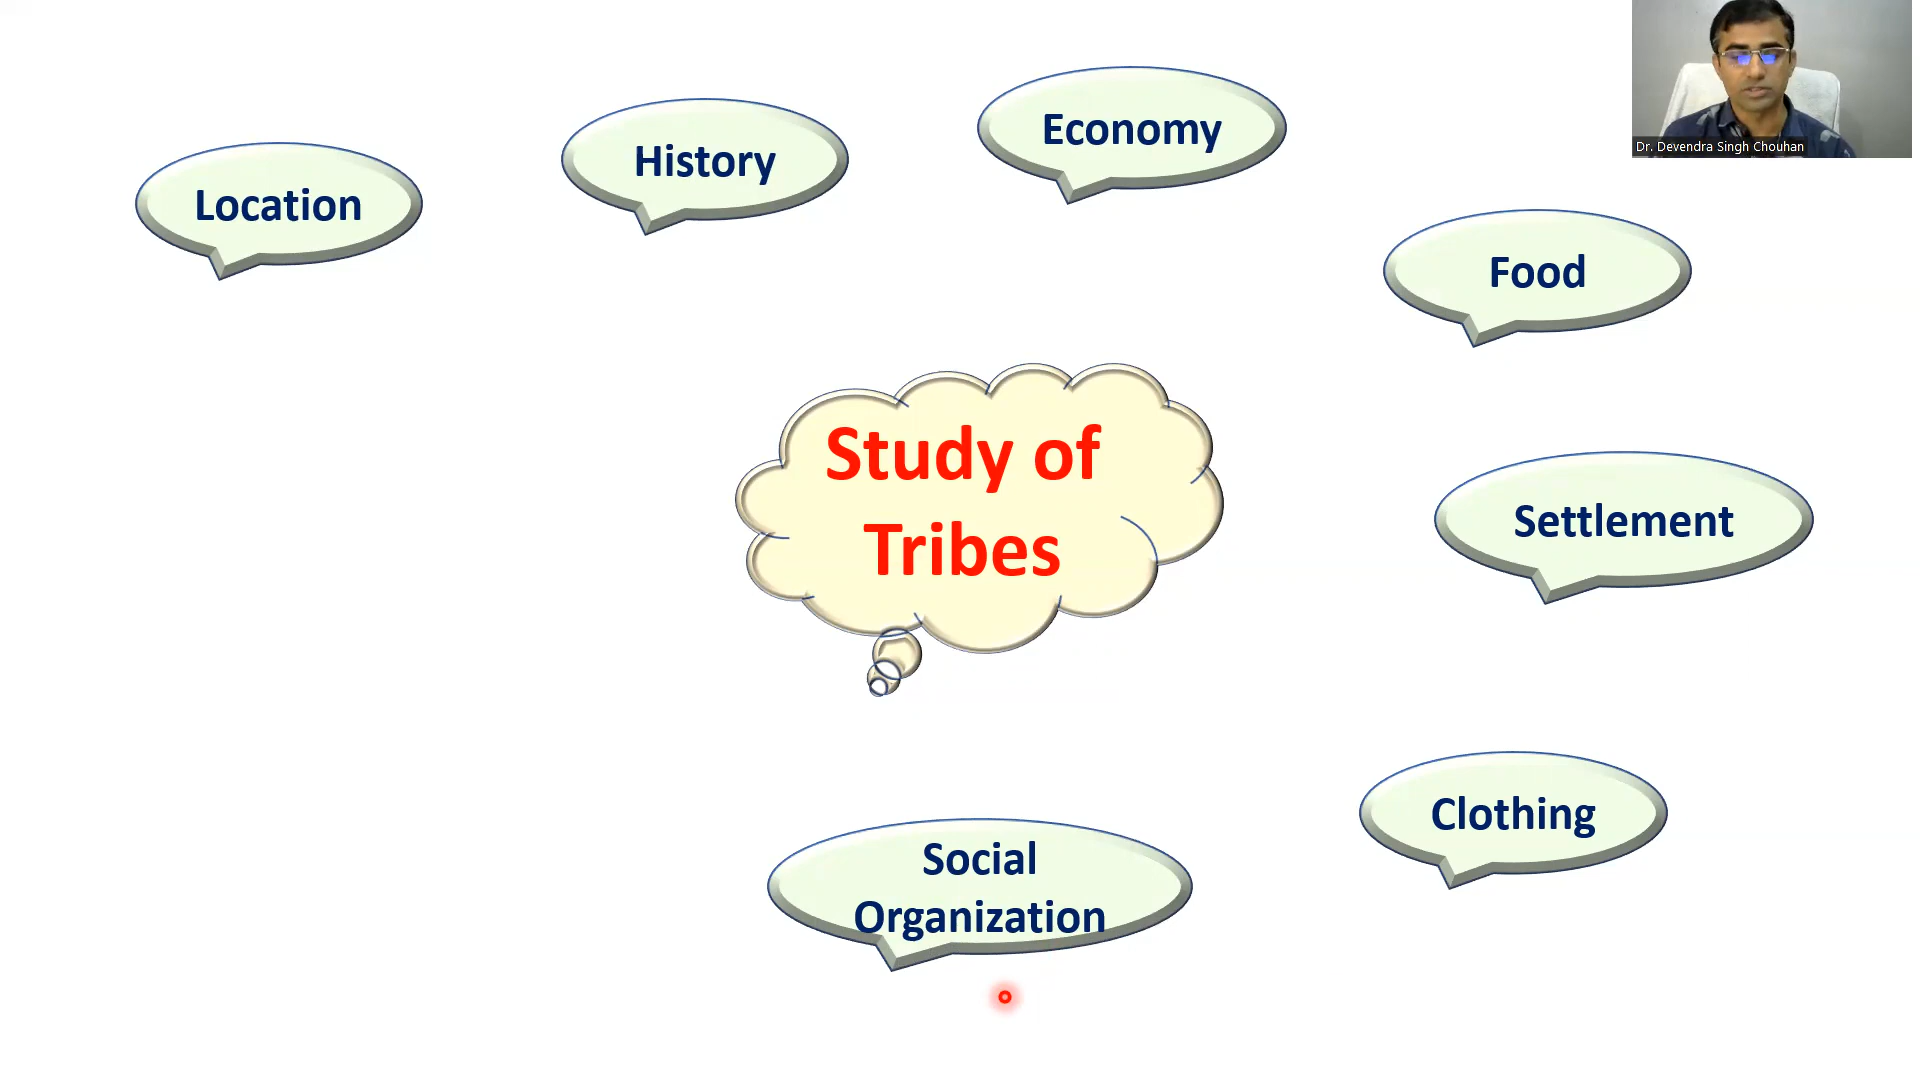 Location
History
Economy
Food
Study of
Tribes
Settlement
Clothing
Social
Organization
Dr. Devendra Singh Chouhan